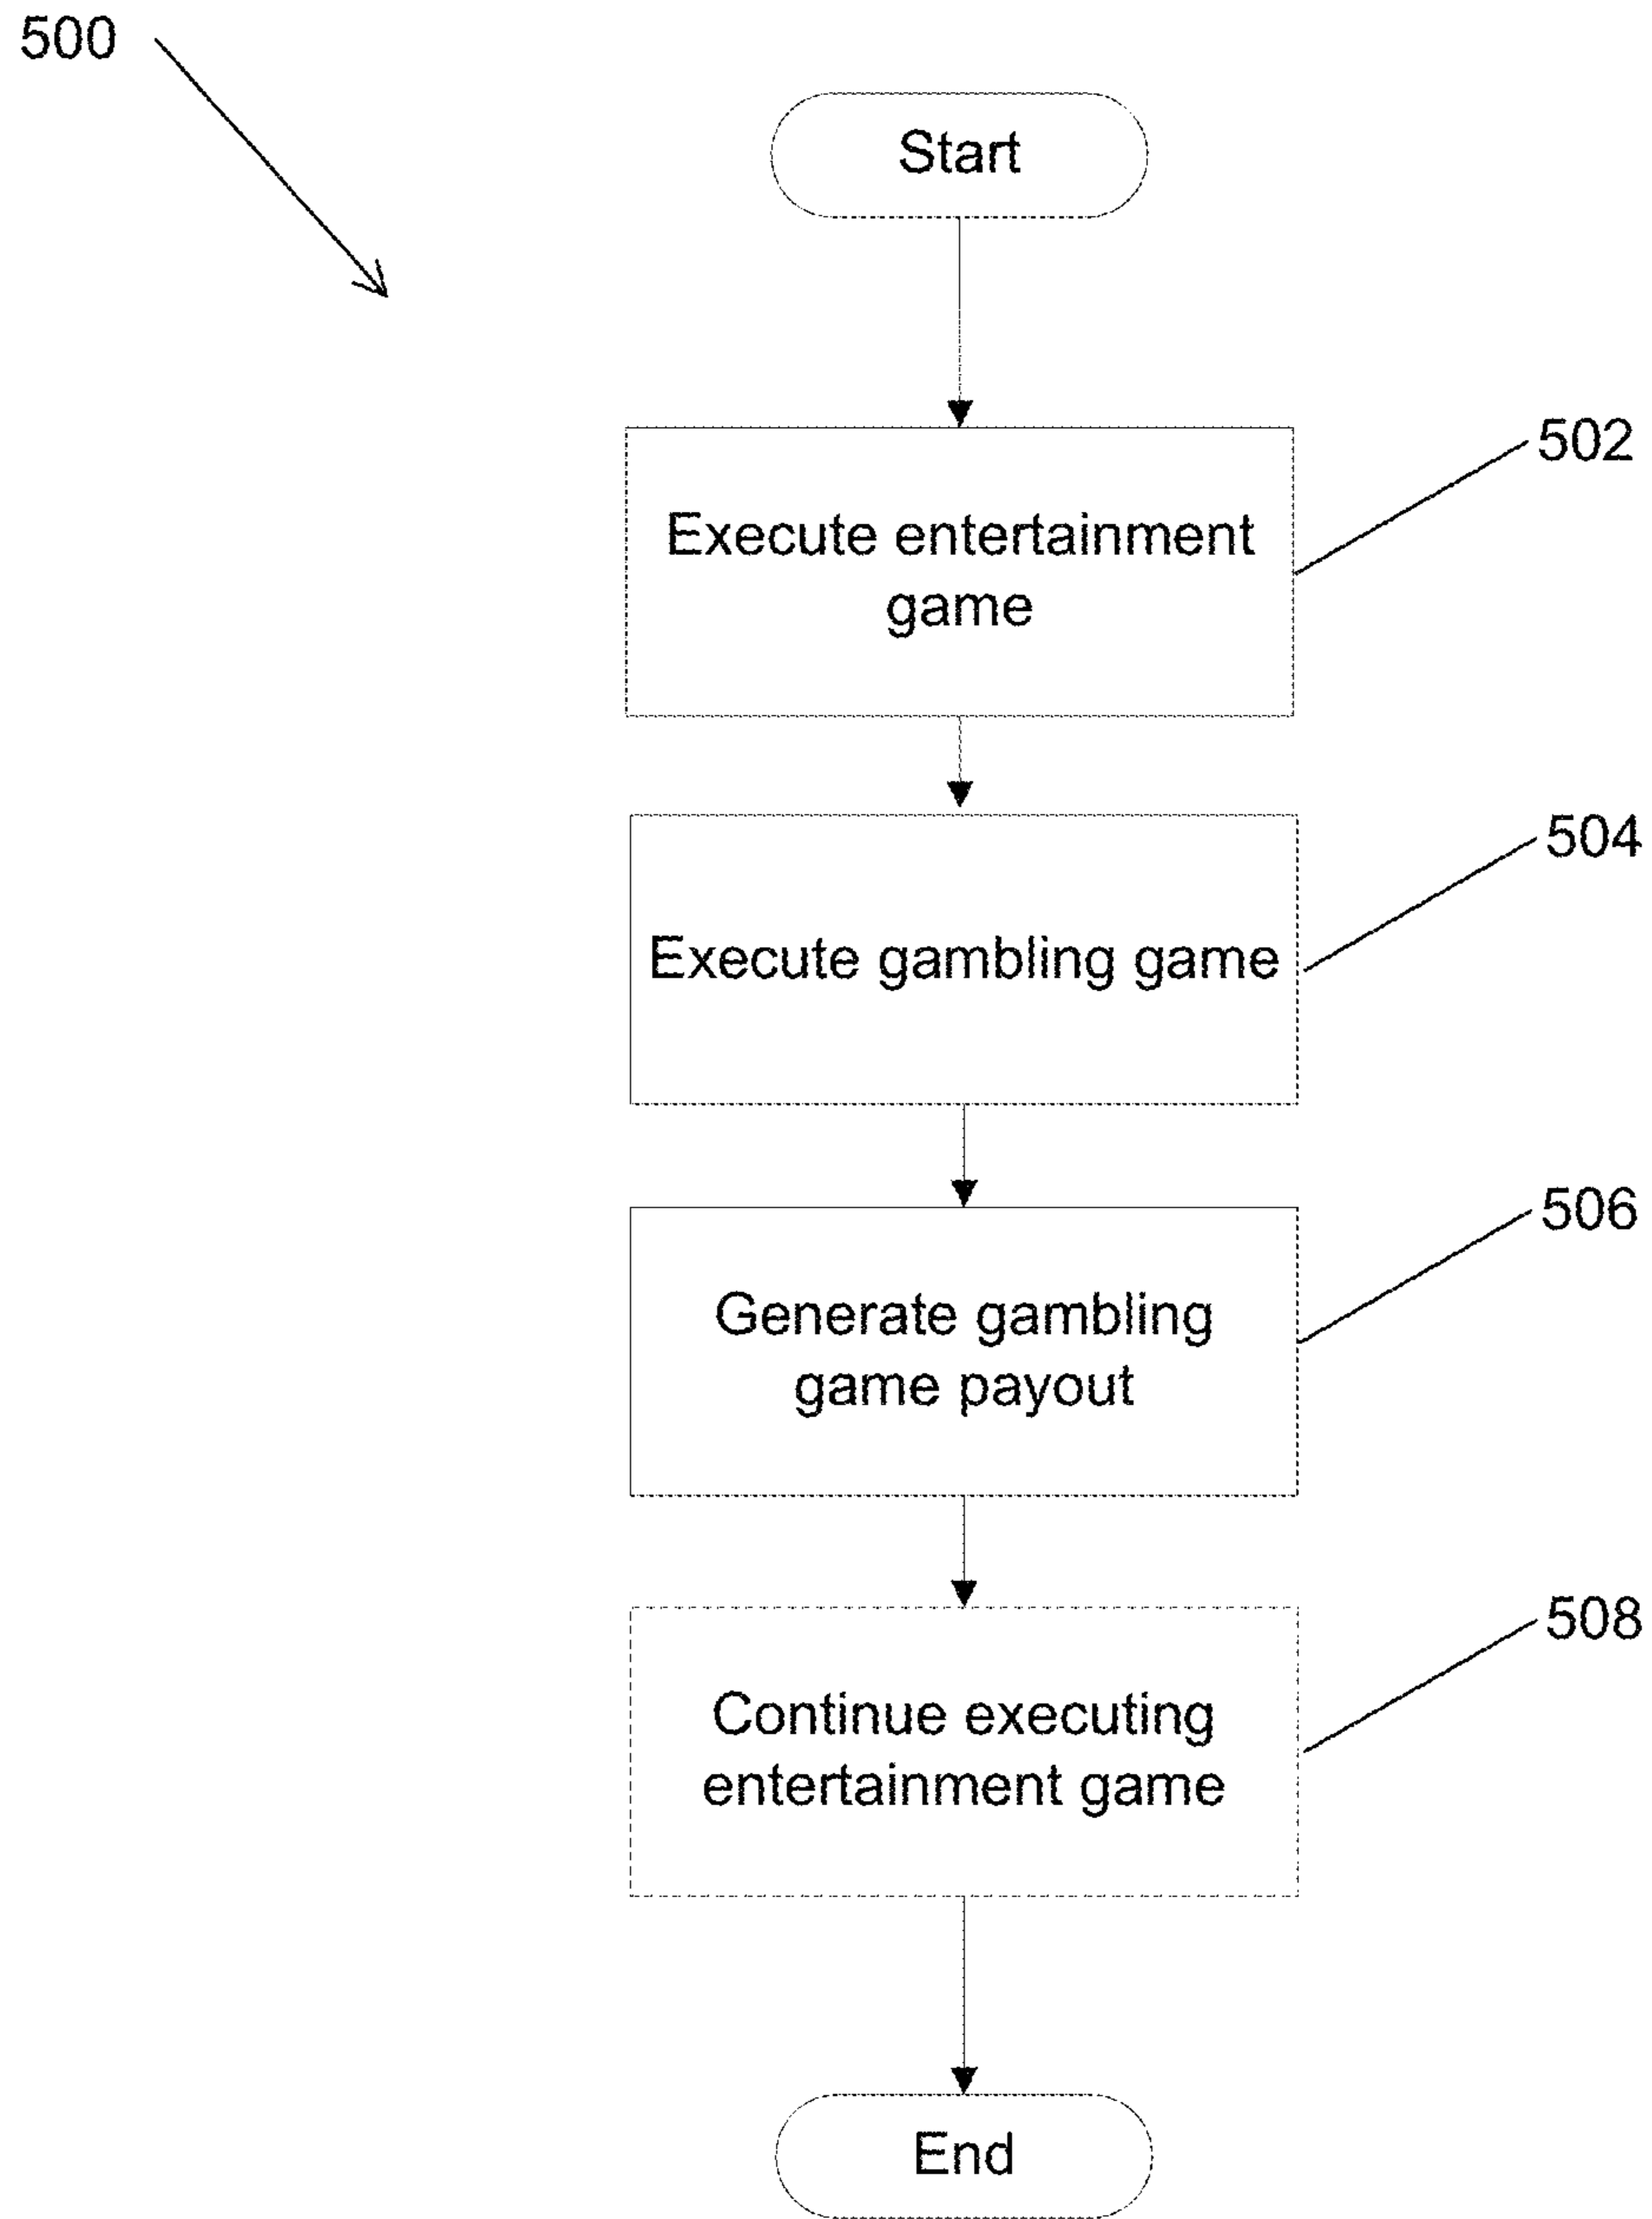 500
Start
502
Execute entertainment
game
504
Execute gambling game
506
Generate gambling
game payout
508
Continue executing
entertainment game
End